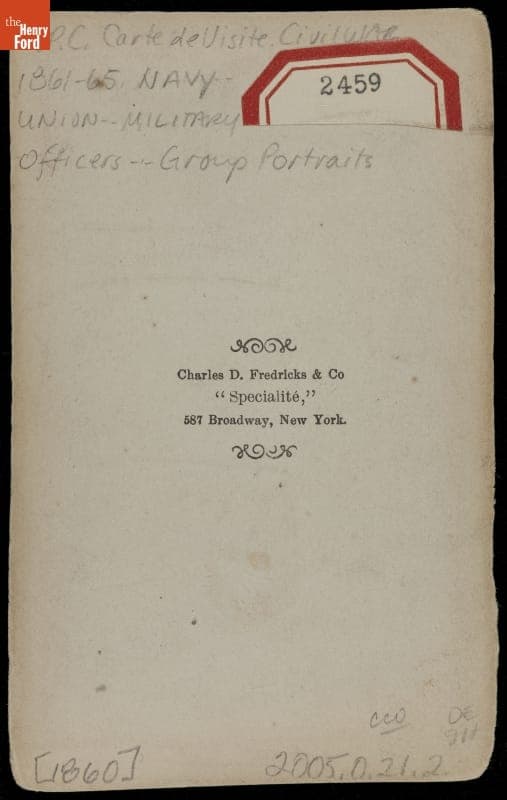 the
Henry
Ford
P.C. Carte de Visite. Civil War
1861-65. NAVY--
UNION--MILITARY
Officers--Group Portraits
2459
Charles D. Fredricks & Co
"Specialité,"
587 Broadway, New York.
cco
[1860]
2005.0.21.2